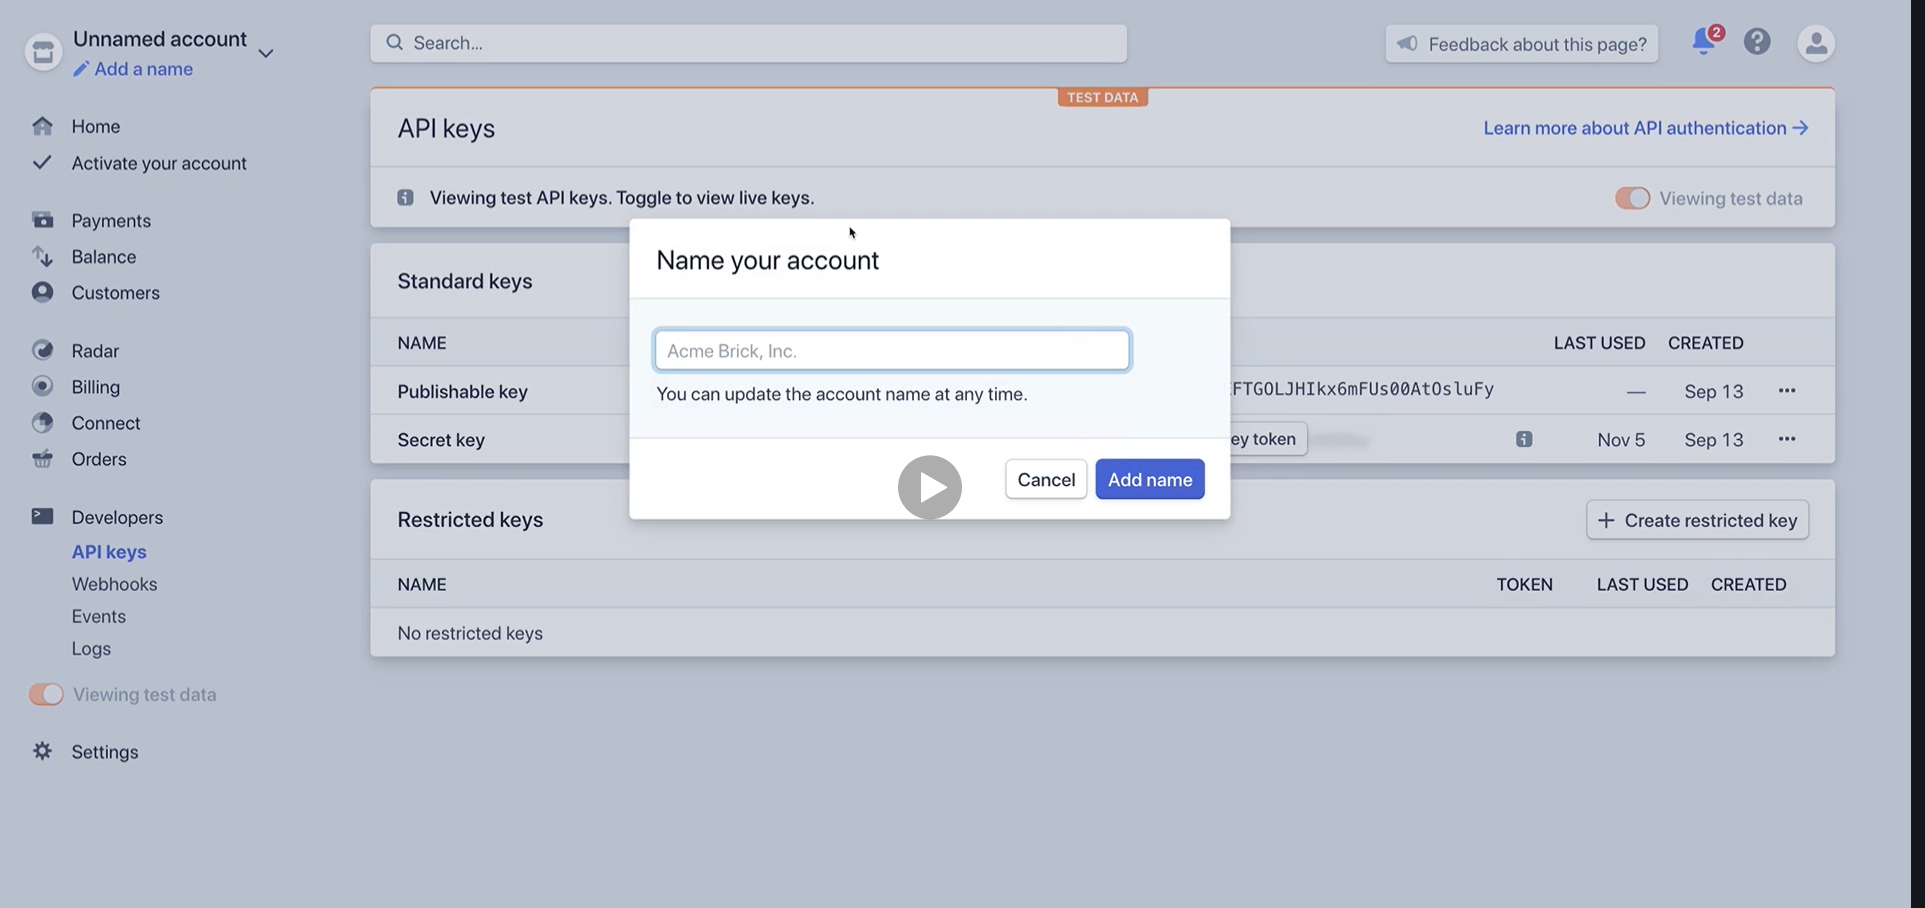 Unnamed account
Add a name
Search...
Feedback about this page?
2
Home
Activate your account
Payments
Balance
Customers
Radar
Billing
Connect
Orders
Developers
API keys
Webhooks
Events
Logs
Viewing test data
Settings
TEST DATA
API keys
Learn more about API authentication
Viewing test API keys. Toggle to view live keys.
Viewing test data
Standard keys
NAME LAST USED CREATED
Publishable key FTGOLJHIkx6mFUs00AtOsluFy — Sep 13
Secret key ey token Nov 5 Sep 13
Name your account
Acme Brick, Inc.
You can update the account name at any time.
Cancel Add name
Restricted keys
Create restricted key
NAME TOKEN LAST USED CREATED
No restricted keys